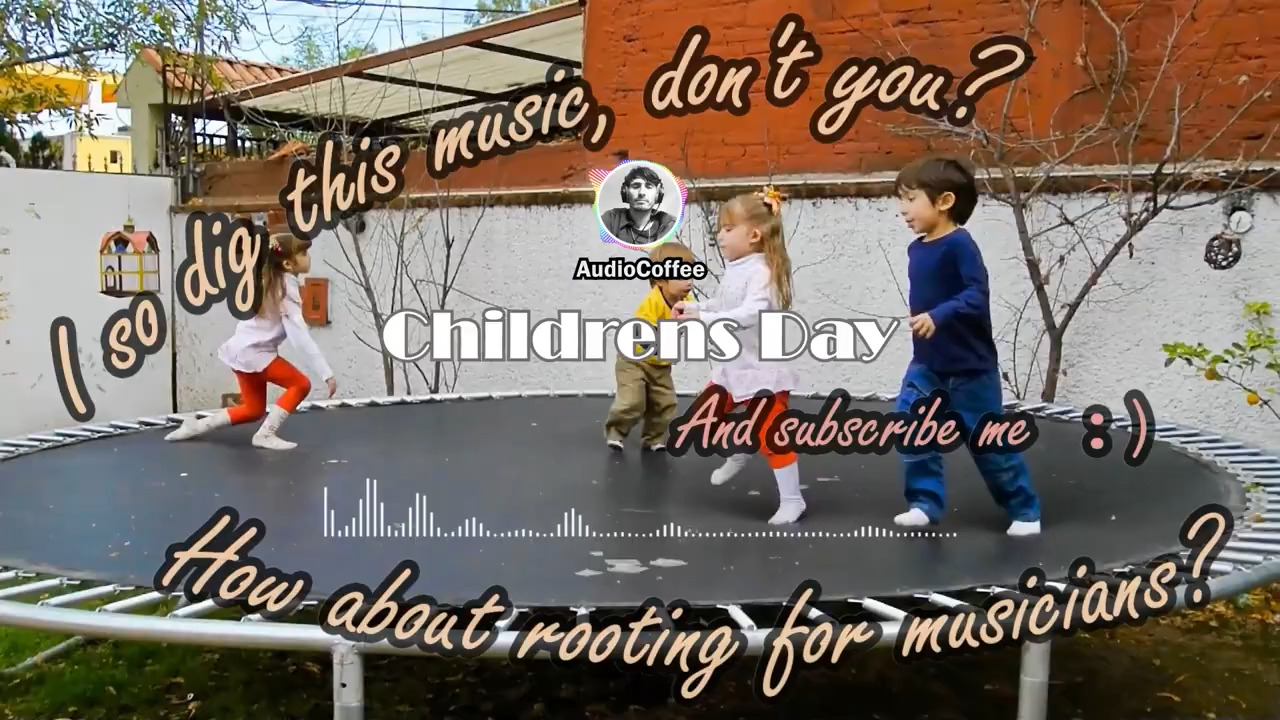 I so dig this music, don't you?
AudioCoffee
Childrens Day
And subscribe me :)
How about rooting for musicians?